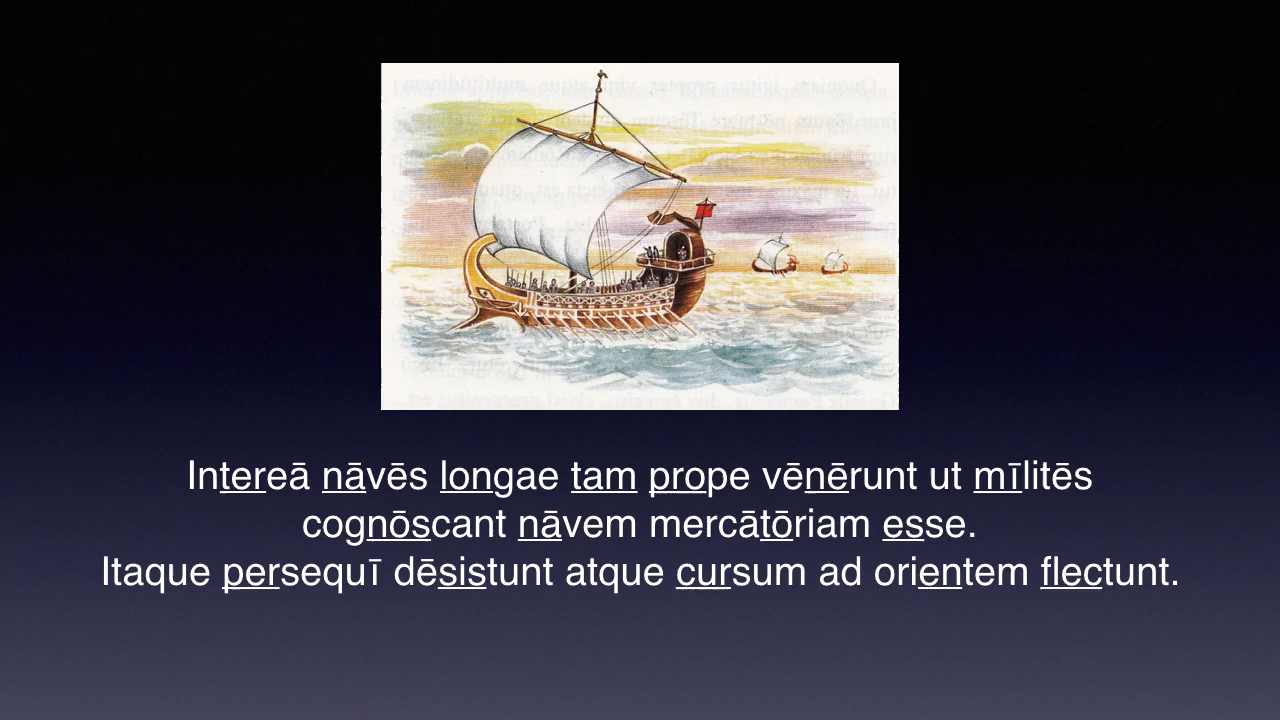 Intereā nāvēs longae tam prope vēnērunt ut mīlitēs
cognōscant nāvem mercātōriam esse.
Itaque persequī dēsistunt atque cursum ad orientem flectunt.